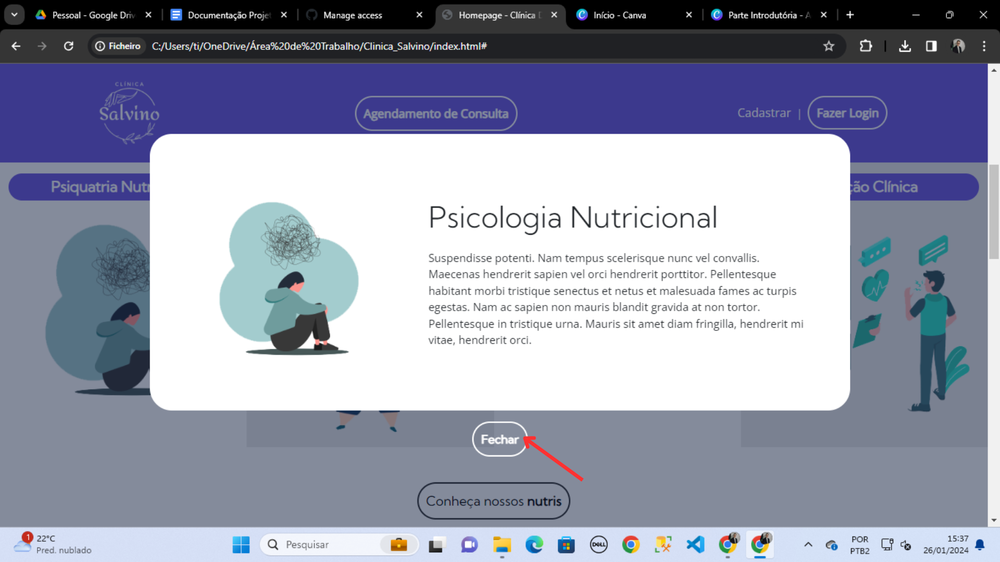 Pessoal - Google Driv
Documentação Projet
Manage access
Homepage - Clínica D
Início - Canva
Parte Introdutória - A
Ficheiro
C:/Users/ti/OneDrive/Área%20de%20Trabalho/Clinica_Salvino/index.html#
CLÍNICA
Salvino
Agendamento de Consulta
Cadastrar | Fazer Login
Psiquatria Nutr
ção Clínica
Psicologia Nutricional
Suspendisse potenti. Nam tempus scelerisque nunc vel convallis.
Maecenas hendrerit sapien vel orci hendrerit porttitor. Pellentesque
habitant morbi tristique senectus et netus et malesuada fames ac turpis
egestas. Nam ac sapien non mauris blandit gravida at non tortor.
Pellentesque in tristique urna. Mauris sit amet diam fringilla, hendrerit mi
vitae, hendrerit orci.
Fechar
Conheça nossos nutris
1
22°C
Pred. nublado
Pesquisar
DELL
POR
PTB2
15:37
26/01/2024